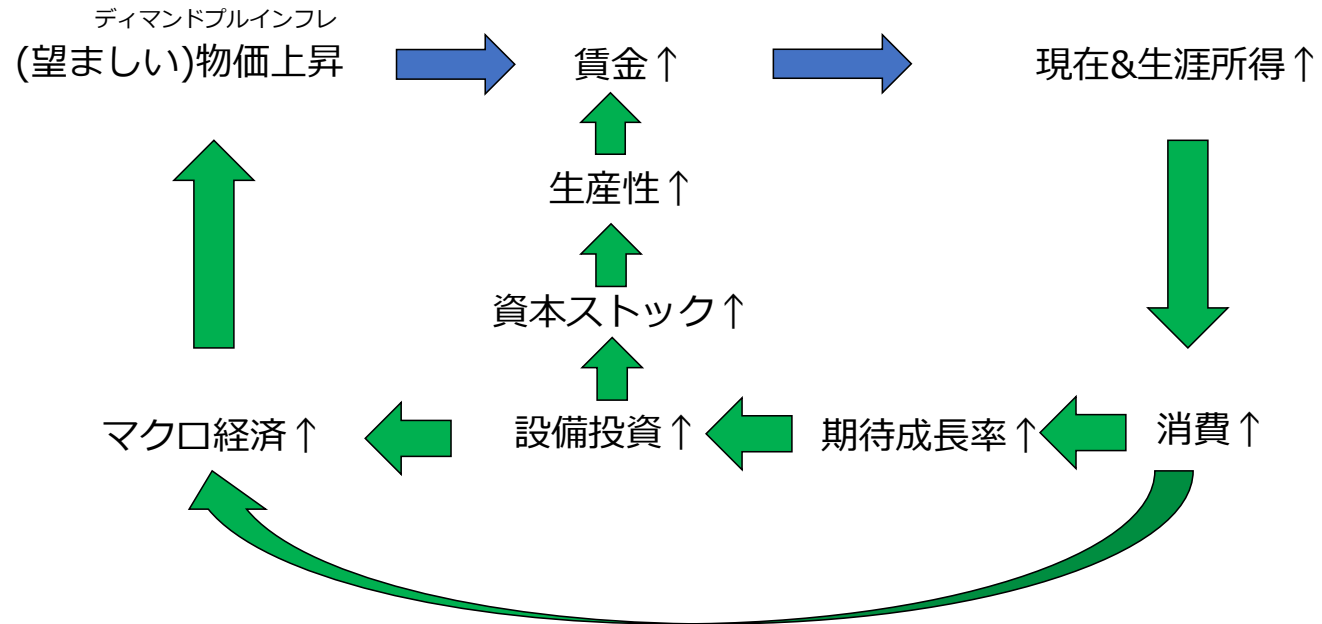 ディマンドプルインフレ
(望ましい)物価上昇
賃金↑
現在&生涯所得↑
生産性↑
資本ストック↑
マクロ経済↑
設備投資↑
期待成長率↑
消費↑